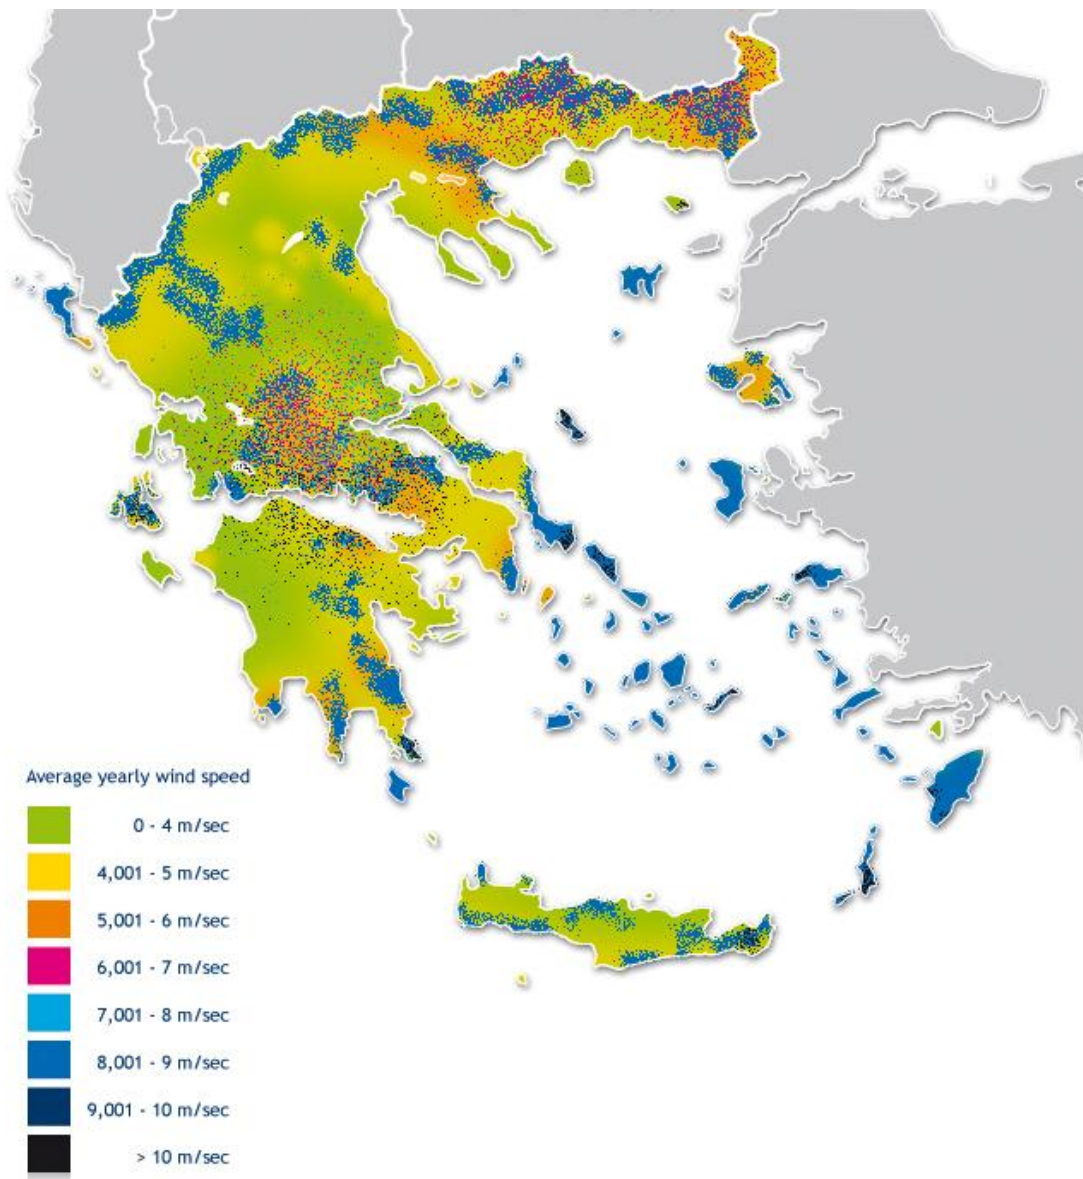 Average yearly wind speed
0 - 4 m/sec
4,001 - 5 m/sec
5,001 - 6 m/sec
6,001 - 7 m/sec
7,001 - 8 m/sec
8,001 - 9 m/sec
9,001 - 10 m/sec
> 10 m/sec